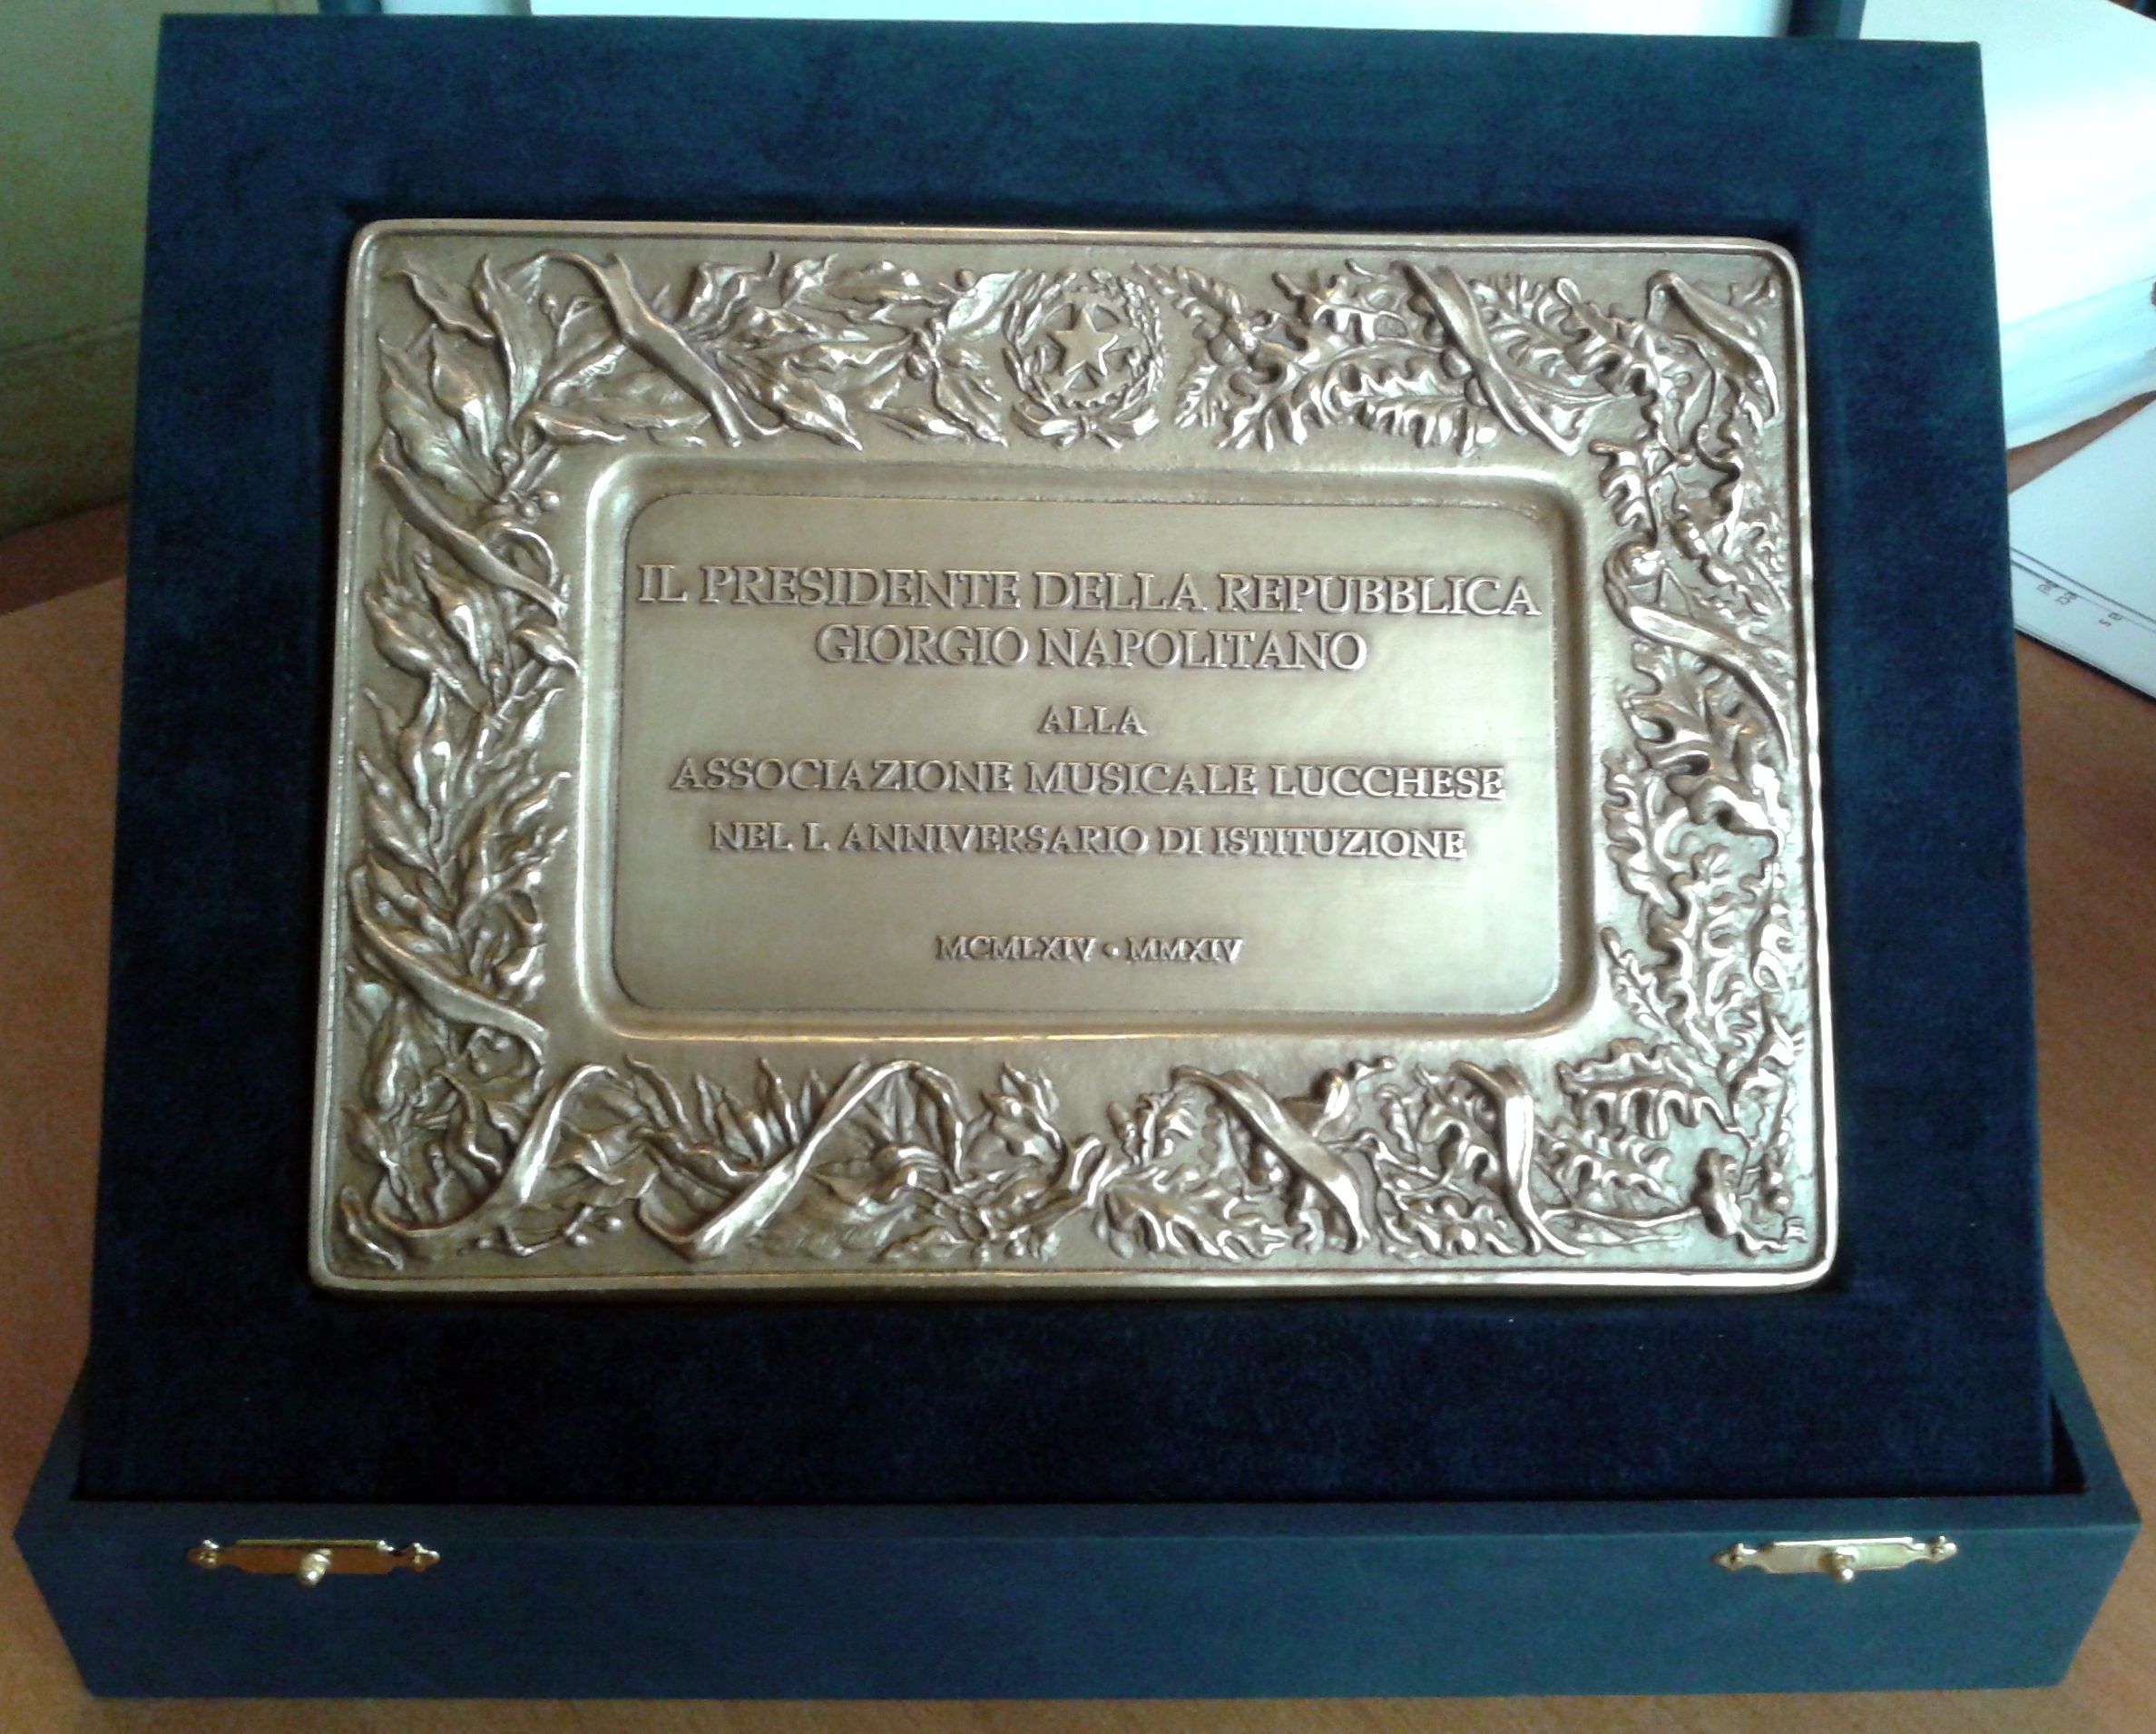 IL PRESIDENTE DELLA REPUBBLICA
GIORGIO NAPOLITANO
ALLA
ASSOCIAZIONE MUSICALE LUCCHESE
NEL L ANNIVERSARIO DI ISTITUZIONE
MCMLXIV · MMXIV